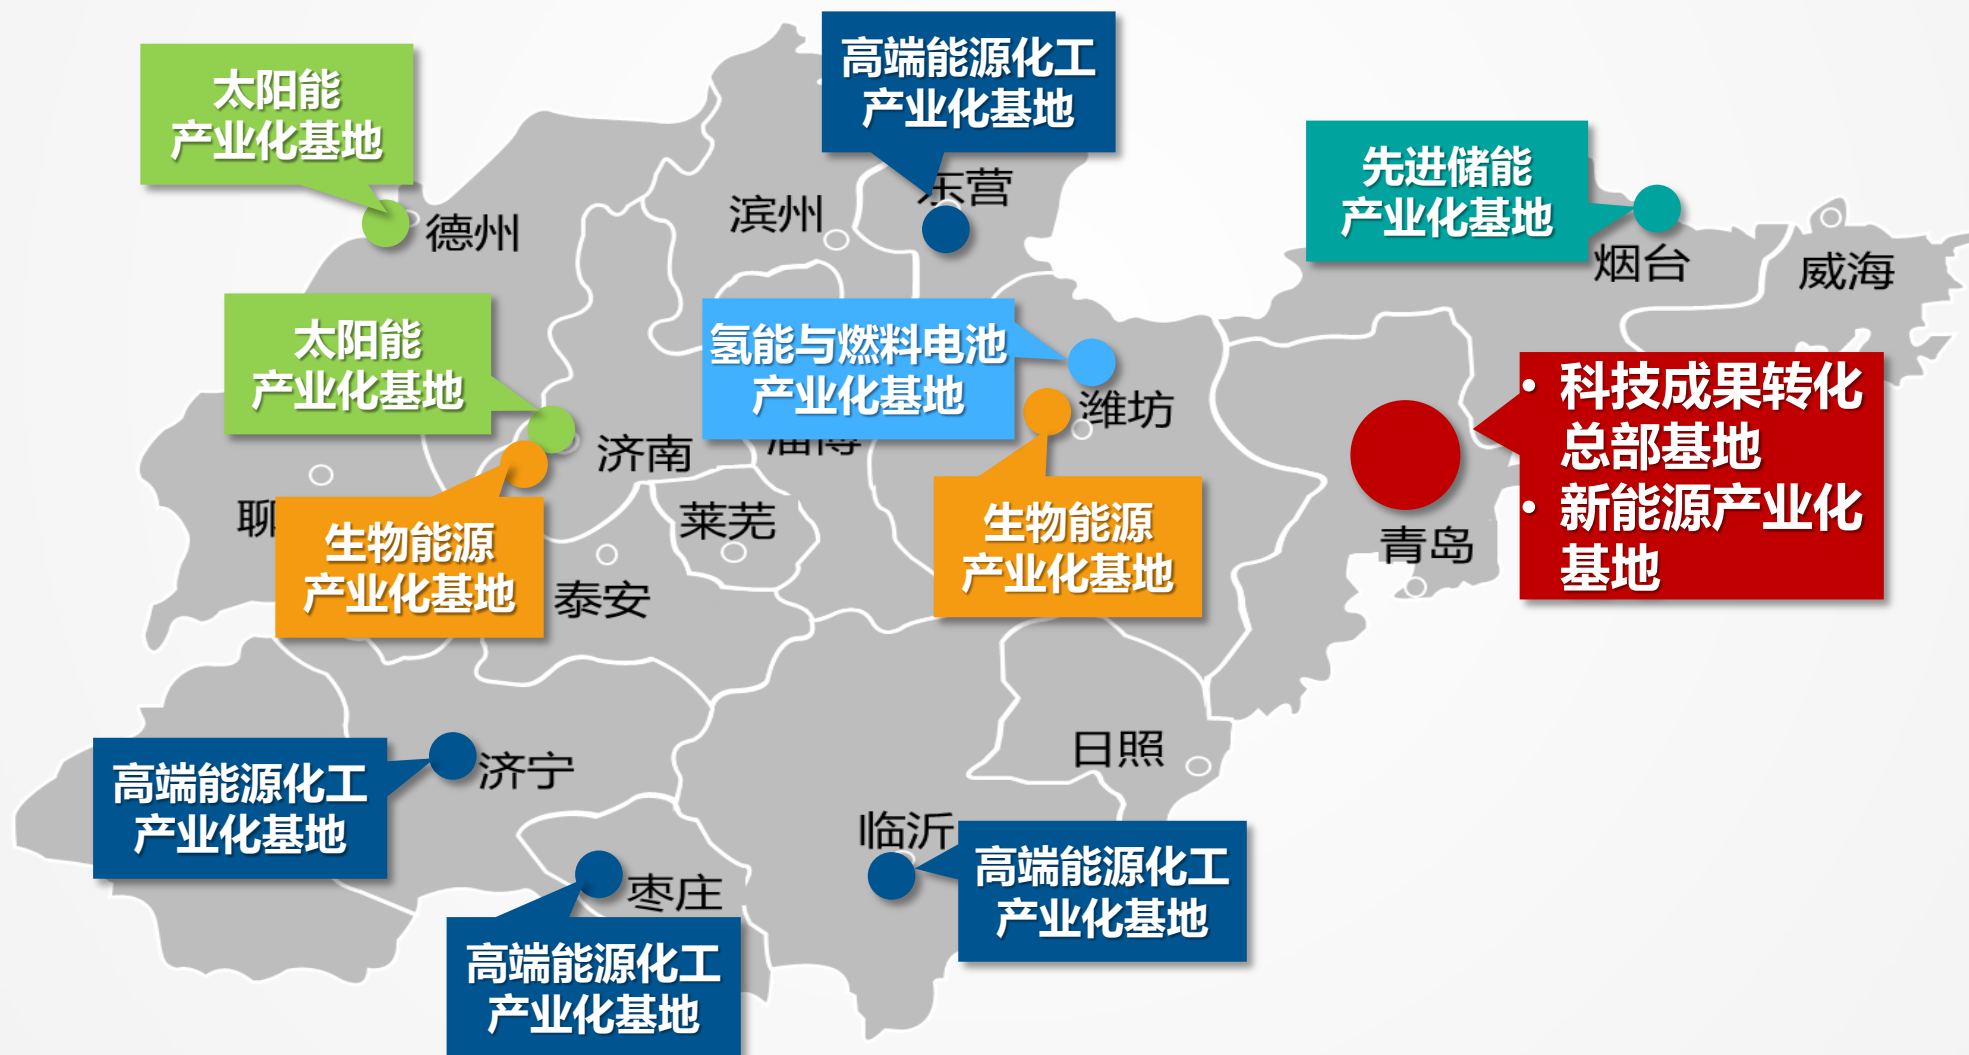 太阳能
产业化基地
高端能源化工
产业化基地
先进储能
产业化基地
德州
滨州
东营
烟台
威海
太阳能
产业化基地
氢能与燃料电池
产业化基地
潍坊
• 科技成果转化
总部基地
• 新能源产业化
基地
济南
淄博
聊
莱芜
青岛
生物能源
产业化基地
生物能源
产业化基地
泰安
日照
济宁
高端能源化工
产业化基地
临沂
高端能源化工
产业化基地
枣庄
高端能源化工
产业化基地